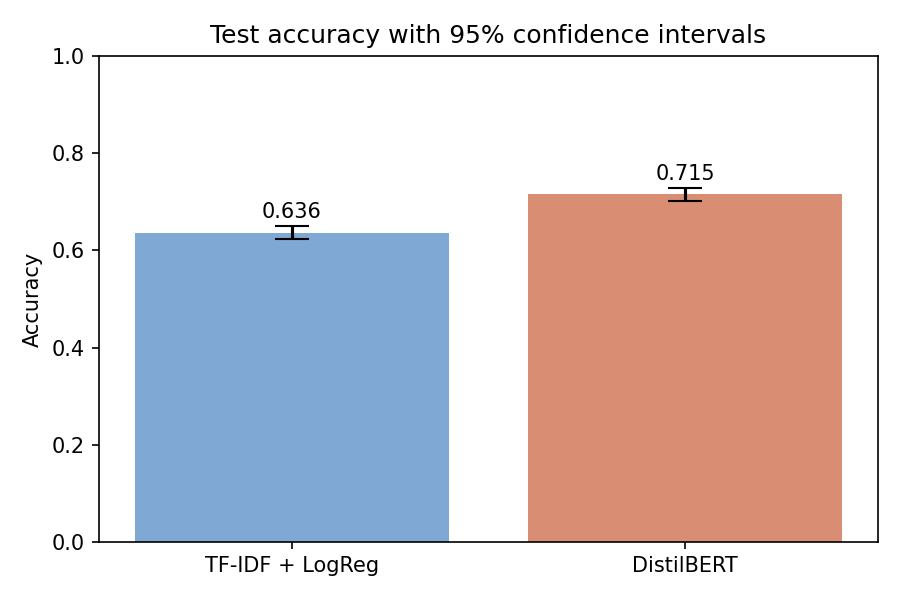 Test accuracy with 95% confidence intervals
1.0
0.8
0.6
0.4
0.2
0.0
Accuracy
0.636
0.715
TF-IDF + LogReg
DistilBERT